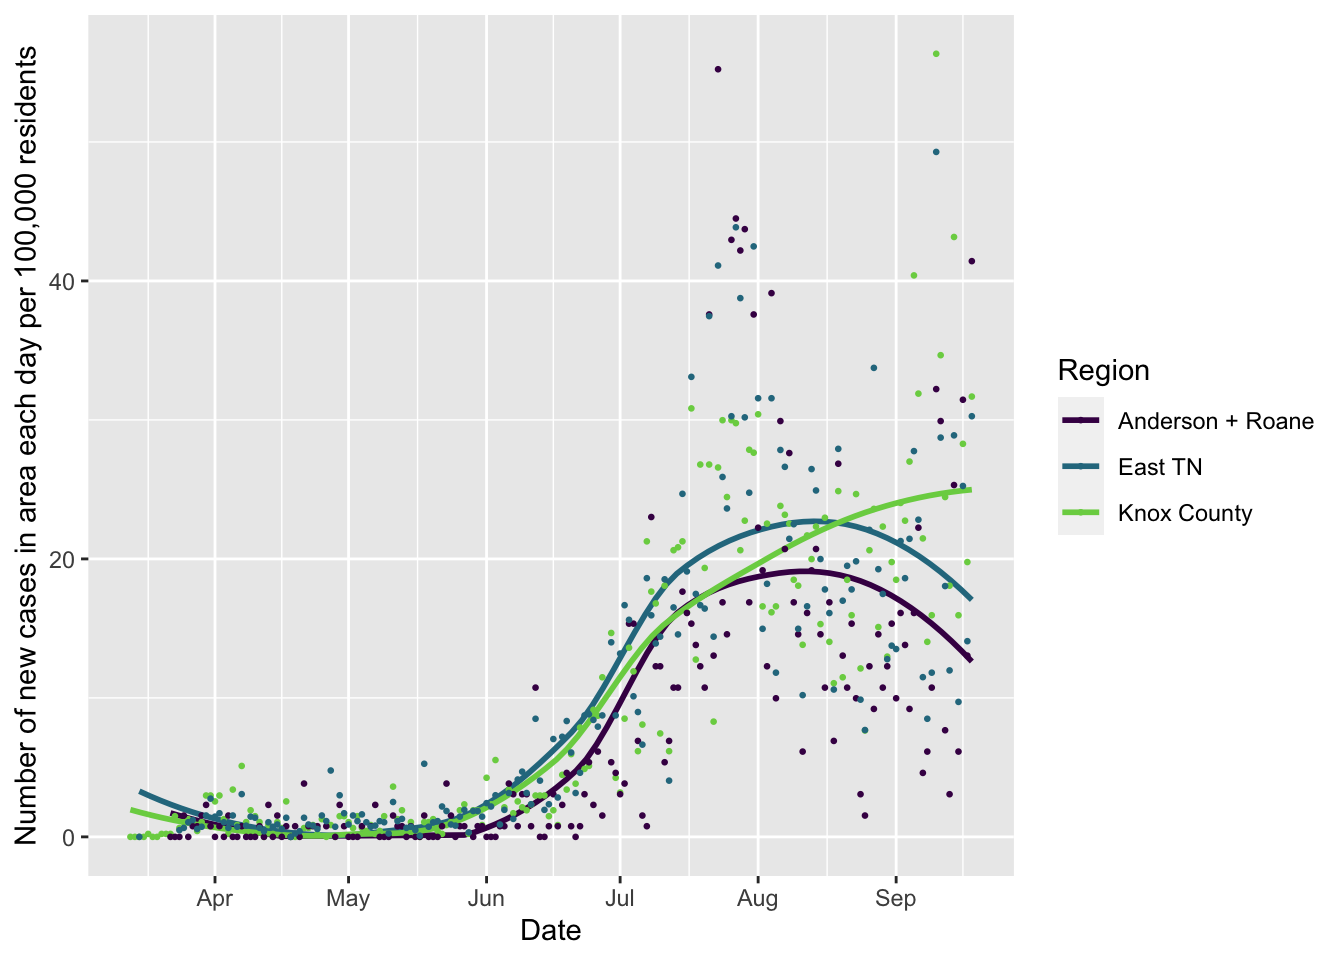 Number of new cases in area each day per 100,000 residents
40
20
0
Apr May Jun Jul Aug Sep
Date
Region
Anderson + Roane
East TN
Knox County